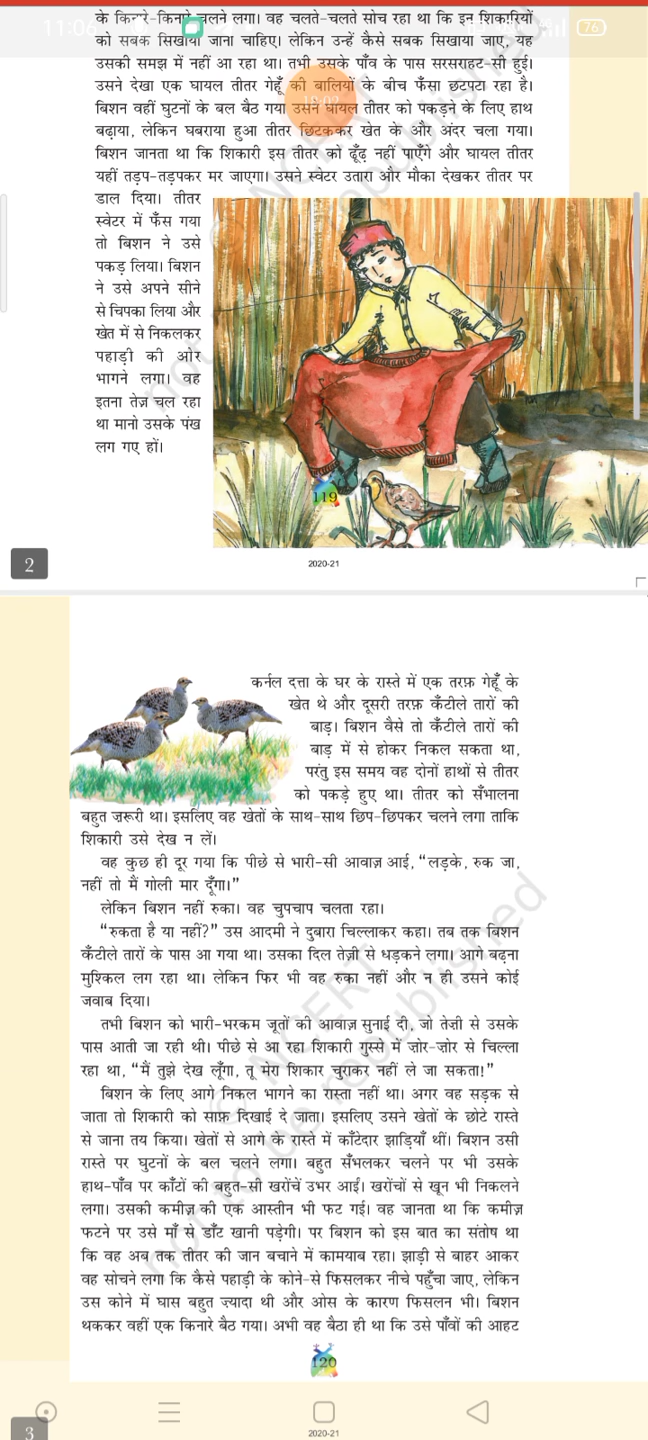 के किनारे-किनारे चलने लगा। वह चलते-चलते सोच रहा था कि इन शिकारियों
11:06
76
को सबक सिखाया जाना चाहिए। लेकिन उन्हें कैसे सबक सिखाया जाए, यह
उसकी समझ में नहीं आ रहा था। तभी उसके पाँव के पास सरसराहट-सी हुई।
उसने देखा एक घायल तीतर गेहूँ की बालियों के बीच फँसा छटपटा रहा है।
18:02
बिशन वहीं घुटनों के बल बैठ गया उसने घायल तीतर को पकड़ने के लिए हाथ
बढ़ाया, लेकिन घबराया हुआ तीतर छिटककर खेत के और अंदर चला गया।
बिशन जानता था कि शिकारी इस तीतर को ढूँढ़ नहीं पाएँगे और घायल तीतर
यहीं तड़प-तड़पकर मर जाएगा। उसने स्वेटर उतारा और मौका देखकर तीतर पर
डाल दिया। तीतर
स्वेटर में फँस गया
तो बिशन ने उसे
पकड़ लिया। बिशन
ने उसे अपने सीने
से चिपका लिया और
खेत में से निकलकर
पहाड़ी की ओर
भागने लगा। वह
इतना तेज़ चल रहा
था मानो उसके पंख
लग गए हों।
119
2
2020-21
कर्नल दत्ता के घर के रास्ते में एक तरफ़ गेहूँ के
खेत थे और दूसरी तरफ़ कँटीले तारों की
बाड़। बिशन वैसे तो कँटीले तारों की
बाड़ में से होकर निकल सकता था,
परंतु इस समय वह दोनों हाथों से तीतर
को पकड़े हुए था। तीतर को सँभालना
बहुत ज़रूरी था। इसलिए वह खेतों के साथ-साथ छिप-छिपकर चलने लगा ताकि
शिकारी उसे देख न लें।
वह कुछ ही दूर गया कि पीछे से भारी-सी आवाज़ आई, “लड़के, रुक जा,
नहीं तो मैं गोली मार दूँगा।”
लेकिन बिशन नहीं रुका। वह चुपचाप चलता रहा।
“रुकता है या नहीं?” उस आदमी ने दुबारा चिल्लाकर कहा। तब तक बिशन
कँटीले तारों के पास आ गया था। उसका दिल तेज़ी से धड़कने लगा। आगे बढ़ना
मुश्किल लग रहा था। लेकिन फिर भी वह रुका नहीं और न ही उसने कोई
जवाब दिया।
तभी बिशन को भारी-भरकम जूतों की आवाज़ सुनाई दी, जो तेज़ी से उसके
पास आती जा रही थी। पीछे से आ रहा शिकारी गुस्से में ज़ोर-ज़ोर से चिल्ला
रहा था, “मैं तुझे देख लूँगा, तू मेरा शिकार चुराकर नहीं ले जा सकता!”
बिशन के लिए आगे निकल भागने का रास्ता नहीं था। अगर वह सड़क से
जाता तो शिकारी को साफ़ दिखाई दे जाता। इसलिए उसने खेतों के छोटे रास्ते
से जाना तय किया। खेतों से आगे के रास्ते में काँटेदार झाड़ियाँ थीं। बिशन उसी
रास्ते पर घुटनों के बल चलने लगा। बहुत सँभलकर चलने पर भी उसके
हाथ-पाँव पर काँटों की बहुत-सी खरोंचें उभर आईं। खरोंचों से खून भी निकलने
लगा। उसकी कमीज़ की एक आस्तीन भी फट गई। वह जानता था कि कमीज़
फटने पर उसे माँ से डाँट खानी पड़ेगी। पर बिशन को इस बात का संतोष था
कि वह अब तक तीतर की जान बचाने में कामयाब रहा। झाड़ी से बाहर आकर
वह सोचने लगा कि कैसे पहाड़ी के कोने-से फिसलकर नीचे पहुँचा जाए, लेकिन
उस कोने में घास बहुत ज़्यादा थी और ओस के कारण फिसलन भी। बिशन
थककर वहीं एक किनारे बैठ गया। अभी वह बैठा ही था कि उसे पाँवों की आहट
120
3
2020-21
© NCERT
not to be republished